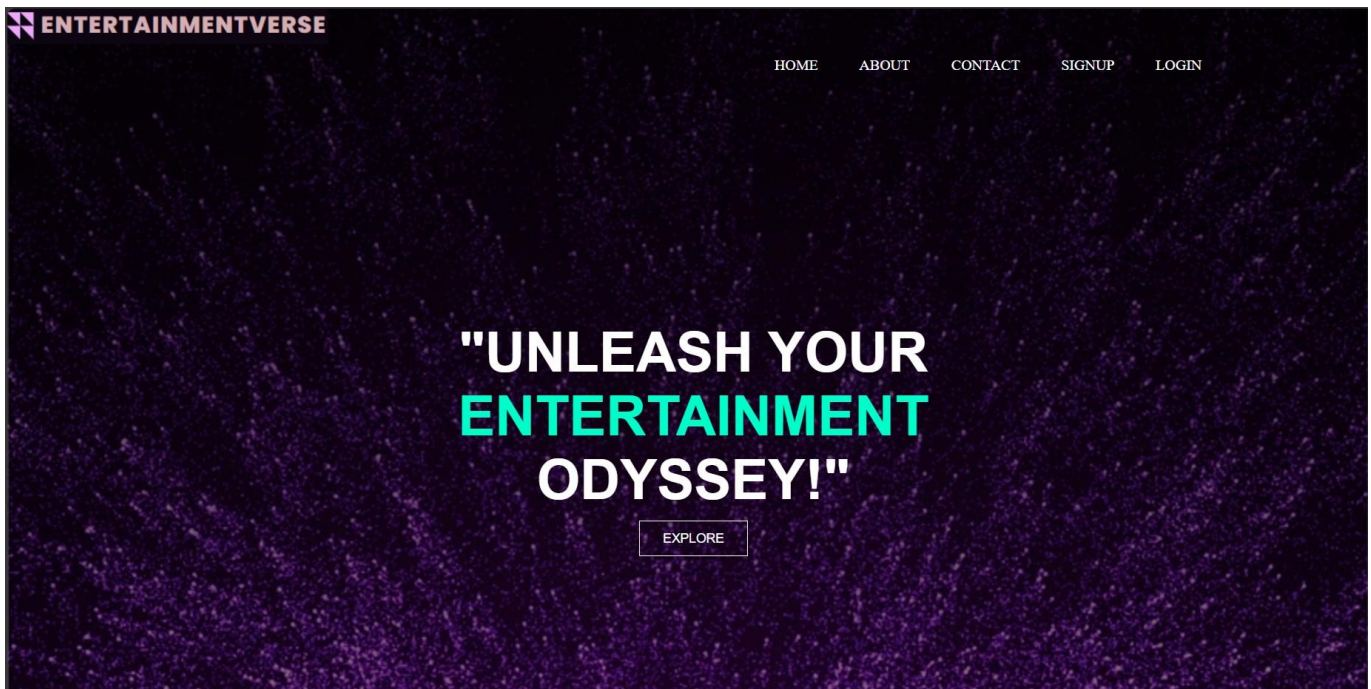 ENTERTAINMENTVERSE
HOME ABOUT CONTACT SIGNUP LOGIN
"UNLEASH YOUR
ENTERTAINMENT
ODYSSEY!"
EXPLORE